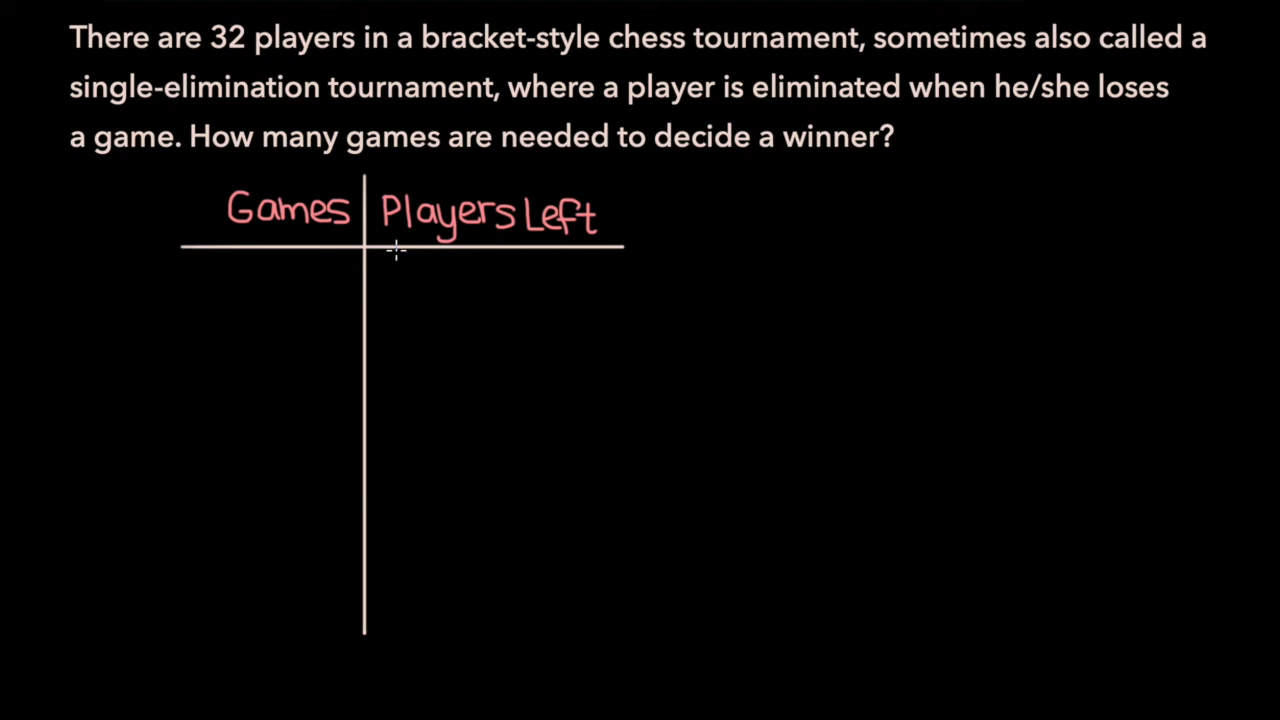 There are 32 players in a bracket-style chess tournament, sometimes also called a
single-elimination tournament, where a player is eliminated when he/she loses
a game. How many games are needed to decide a winner?
Games Players Left